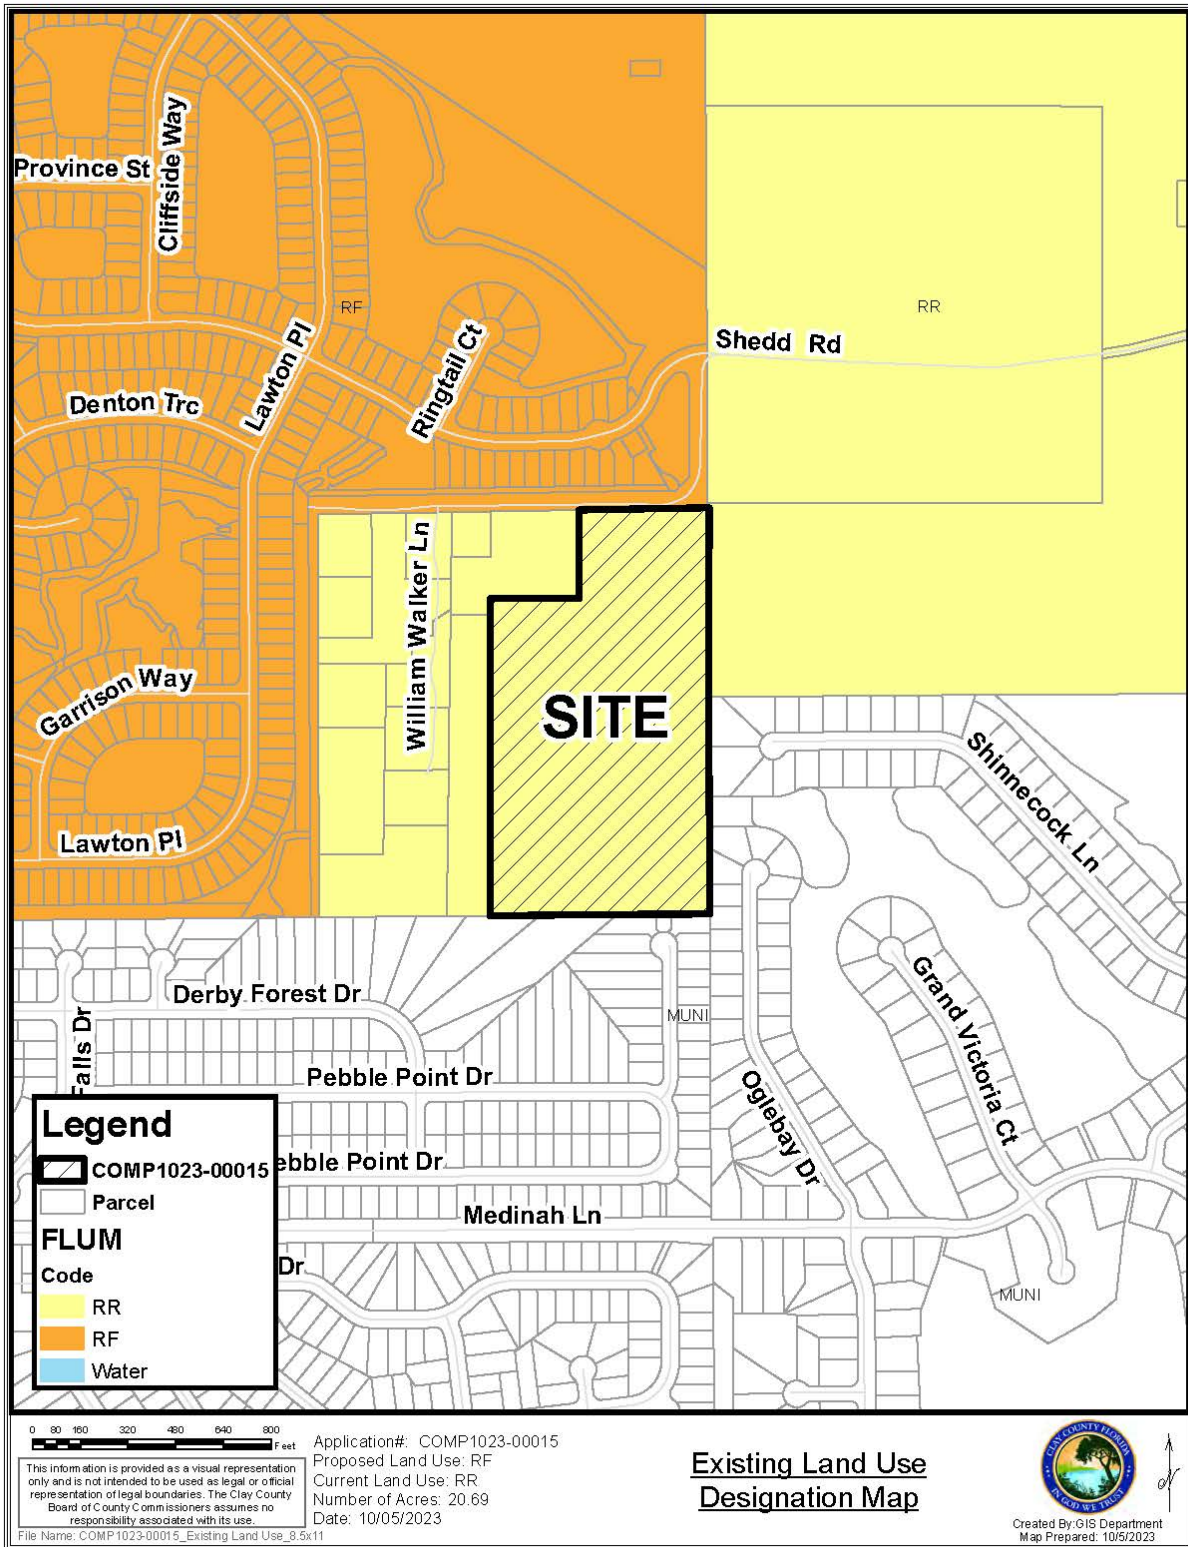 Province St
Cliffside Way
RF
RR
Lawton Pl
Ringtail Ct
Shedd Rd
Denton Trc
William Walker Ln
SITE
Garrison Way
Lawton Pl
Shinnecock Ln
Derby Forest Dr
Falls Dr
MUNI
Grand Victoria Ct
Pebble Point Dr
Oglebay Dr
ebble Point Dr
Medinah Ln
Dr
MUNI
Legend
COMP1023-00015
Parcel
FLUM
Code
RR
RF
Water
0 80 160 320 480 640 800
Feet
This information is provided as a visual representation
only and is not intended to be used as legal or official
representation of legal boundaries. The Clay County
Board of County Commissioners assumes no
responsibility associated with its use.
File Name: COMP1023-00015_Existing Land Use_8.5x11
Application#: COMP1023-00015
Proposed Land Use: RF
Current Land Use: RR
Number of Acres: 20.69
Date: 10/05/2023
Existing Land Use
Designation Map
CLAY COUNTY FLORIDA
IN GOD WE TRUST
N
Created By:GIS Department
Map Prepared: 10/5/2023